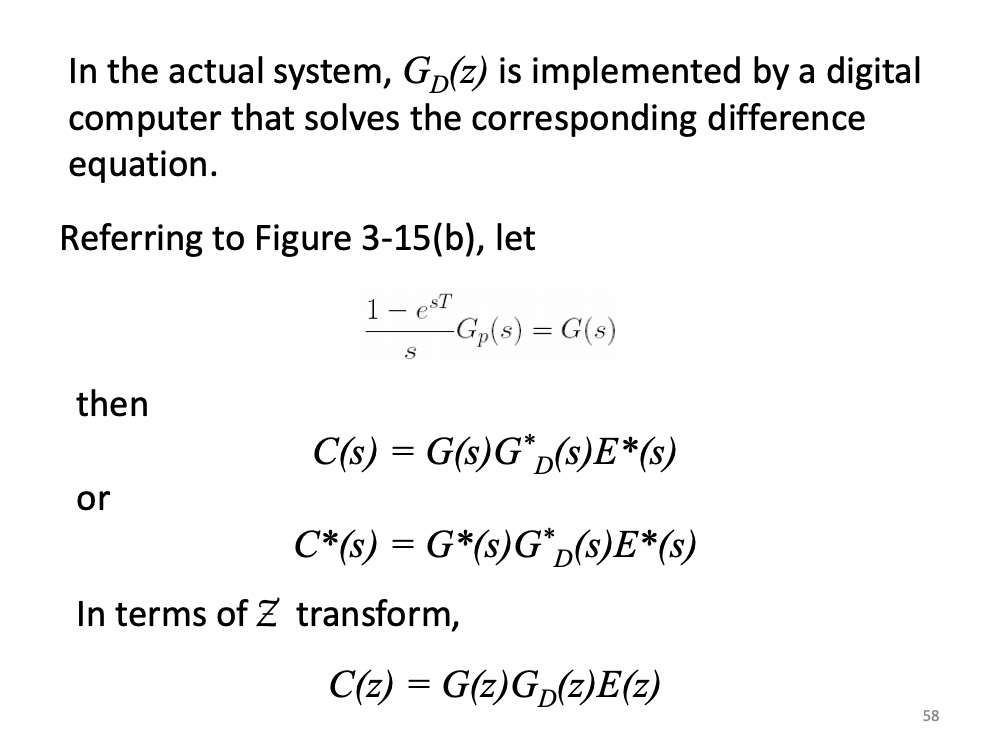 In the actual system, G_D(z) is implemented by a digital
computer that solves the corresponding difference
equation.
Referring to Figure 3-15(b), let
\frac{1 - e^{sT}}{s} G_p(s) = G(s)
then
C(s) = G(s)G^*_D(s)E*(s)
or
C*(s) = G*(s)G^*_D(s)E*(s)
In terms of 𝒵 transform,
C(z) = G(z)G_D(z)E(z)
58